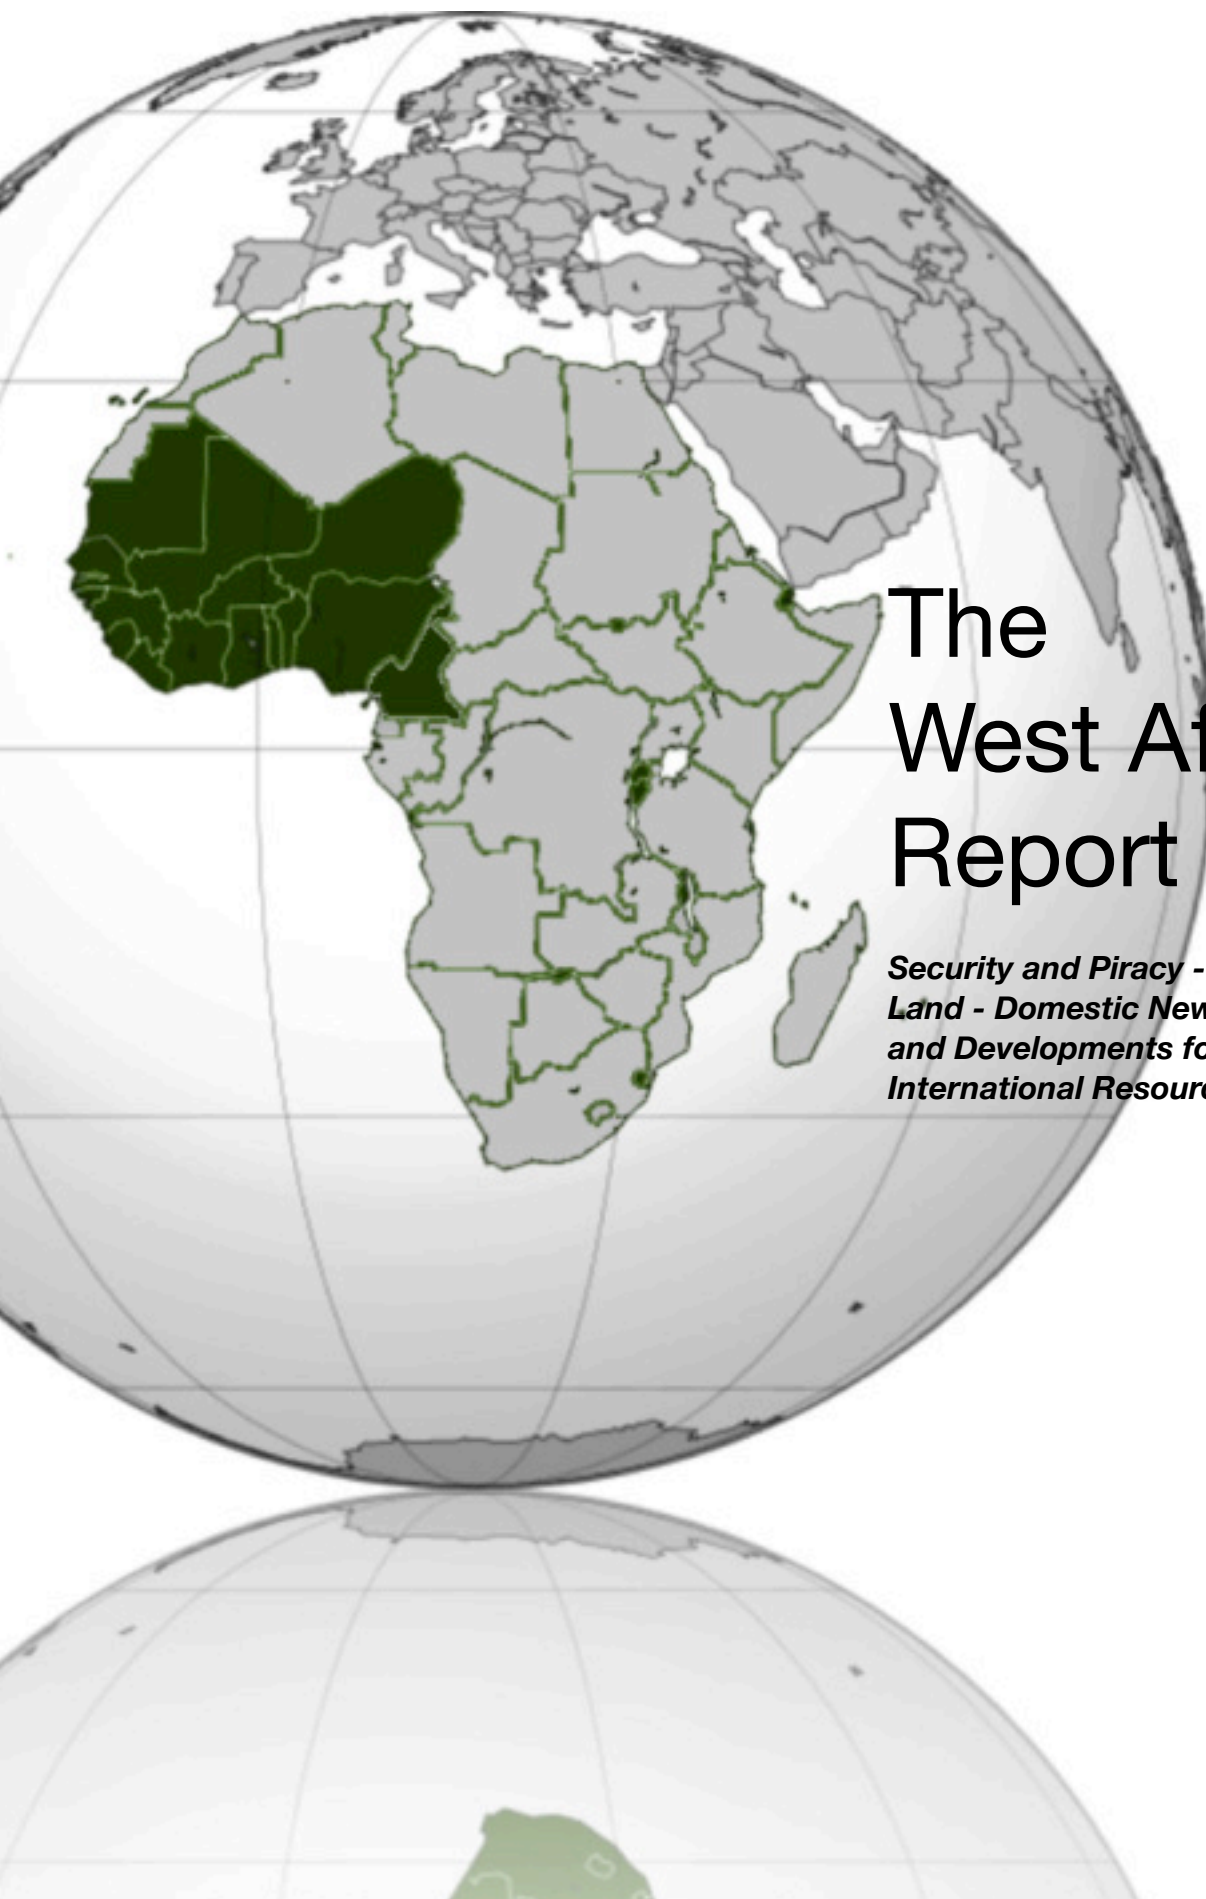 The
West Af
Report
Security and Piracy -
Land - Domestic New
and Developments fo
International Resour